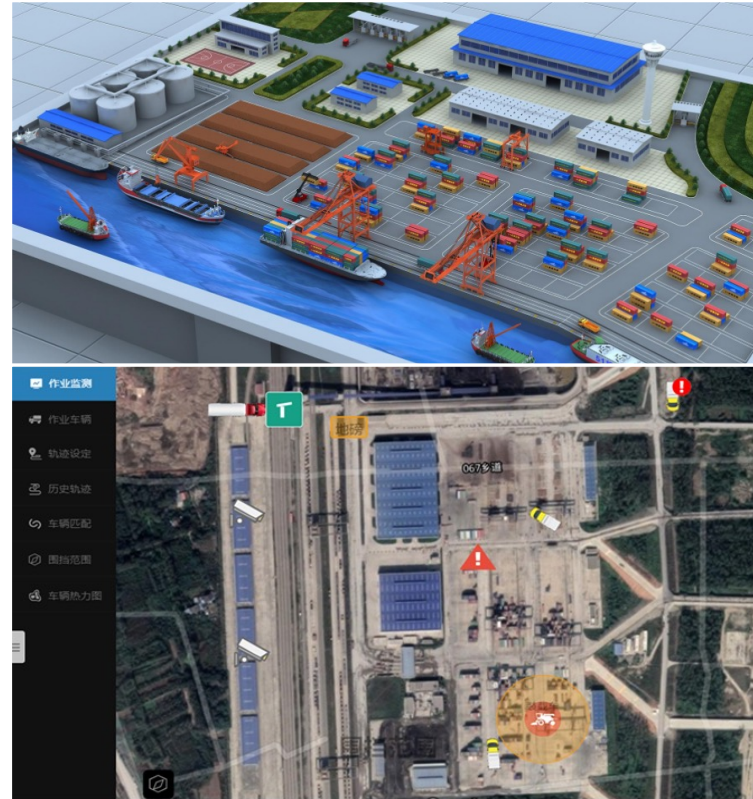 作业监测
作业车辆
轨迹设定
历史轨迹
车辆匹配
围挡范围
车辆热力图
地磅
067乡道